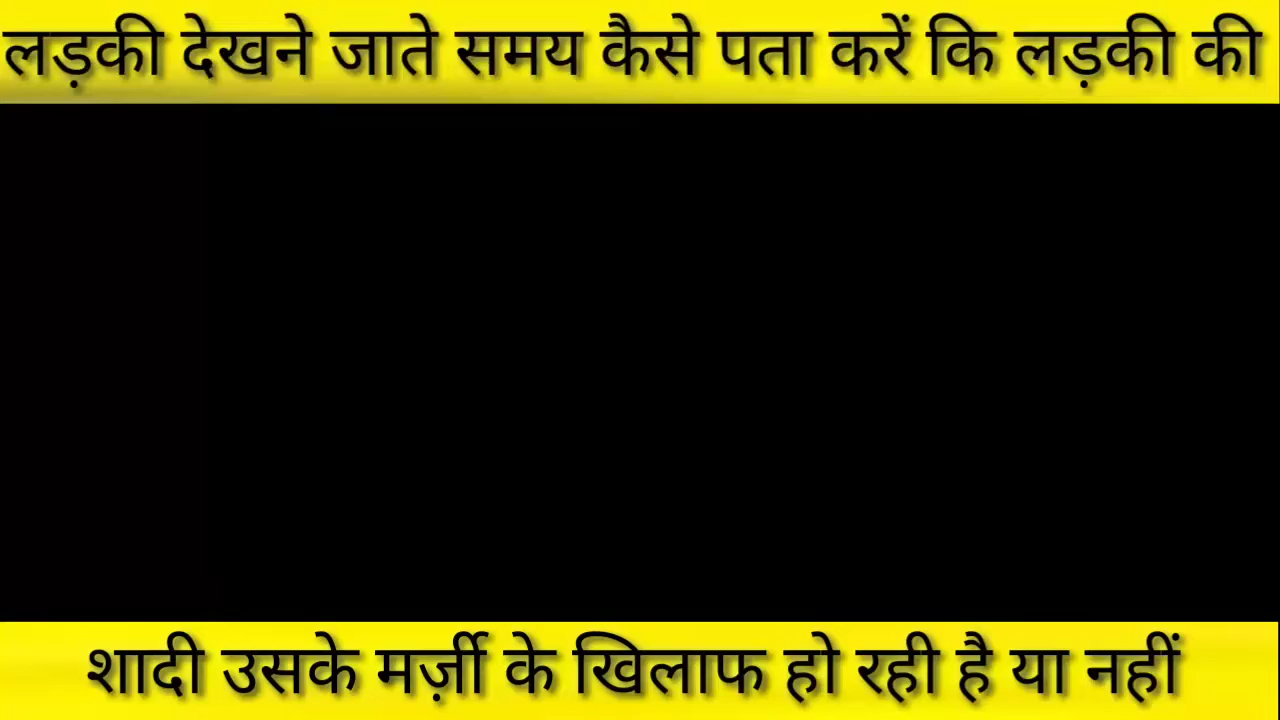 लड़की देखने जाते समय कैसे पता करें कि लड़की की
शादी उसके मर्ज़ी के खिलाफ हो रही है या नहीं